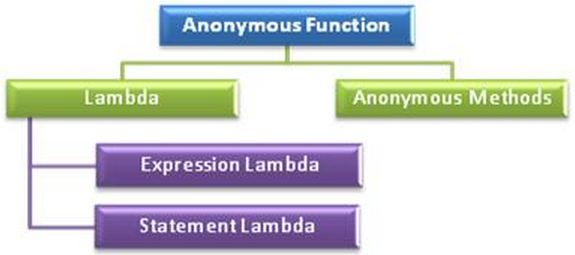 Anonymous Function
Lambda
Anonymous Methods
Expression Lambda
Statement Lambda